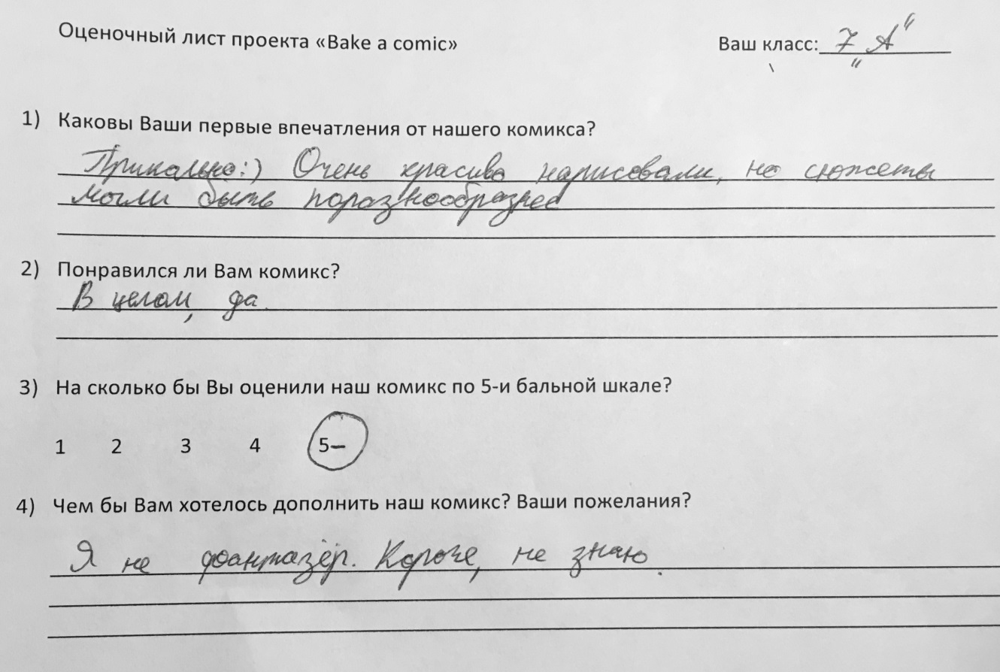 Оценочный лист проекта «Bake a comic»
Ваш класс: 7 „А“
1) Каковы Ваши первые впечатления от нашего комикса?
Прикольно:) Очень красиво нарисовали, но сюжеты
могли быть поразнообразнее
2) Понравился ли Вам комикс?
В целом, да.
3) На сколько бы Вы оценили наш комикс по 5-и бальной шкале?
1 2 3 4 5–
4) Чем бы Вам хотелось дополнить наш комикс? Ваши пожелания?
Я не фантазёр. Короче, не знаю.